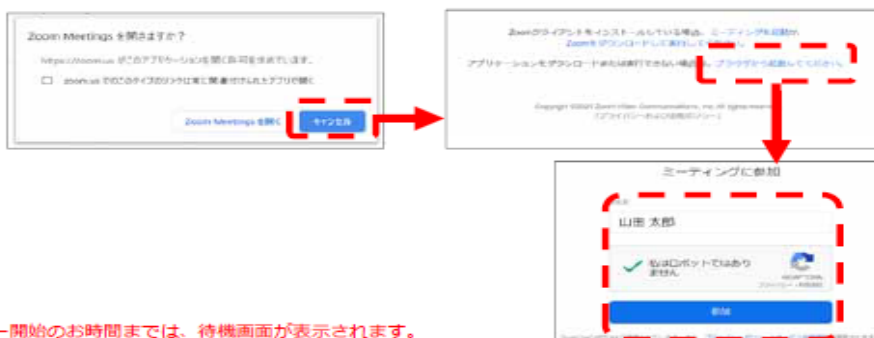 Zoom Meetings を開きますか?
https://zoom.us がこのアプリケーションを開く許可を求めています。
zoom.us でのこのタイプのリンクは常に関連付けられたアプリで開く
Zoom Meetings を開く
キャンセル
Zoomクライアントをインストールしている場合、ミーティングを起動か、
Zoomをダウンロードして実行してください。
アプリケーションをダウンロードまたは実行できない場合は、ブラウザから起動してください。
Copyright ©2021 Zoom Video Communications, Inc. All rights reserved.
ミーティングに参加
山田 太郎
私はロボットではあり
ません
参加
ー開始のお時間までは、待機画面が表示されます。